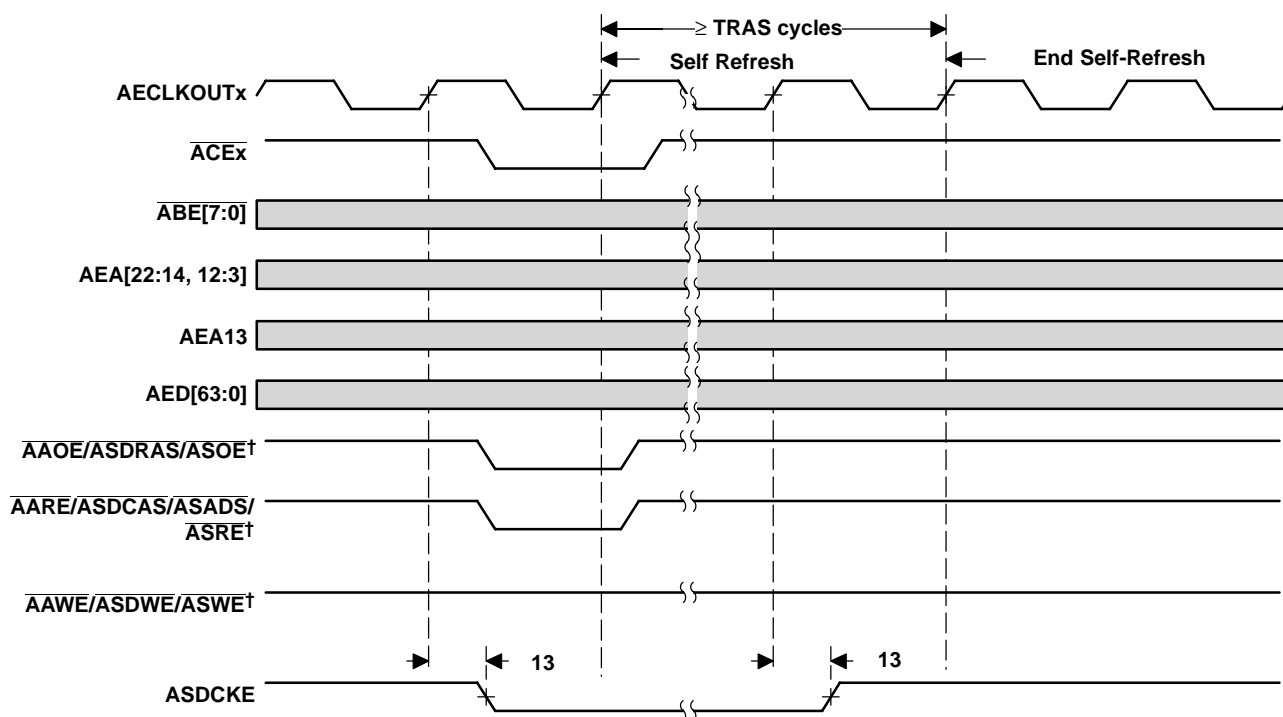 ≥ TRAS cycles
Self Refresh
End Self-Refresh
AECLKOUTx
ACEx
ABE[7:0]
AEA[22:14, 12:3]
AEA13
AED[63:0]
AAOE/ASDRAS/ASOE†
AARE/ASDCAS/ASADS/
ASRE†
AAWE/ASDWE/ASWE†
13
13
ASDCKE